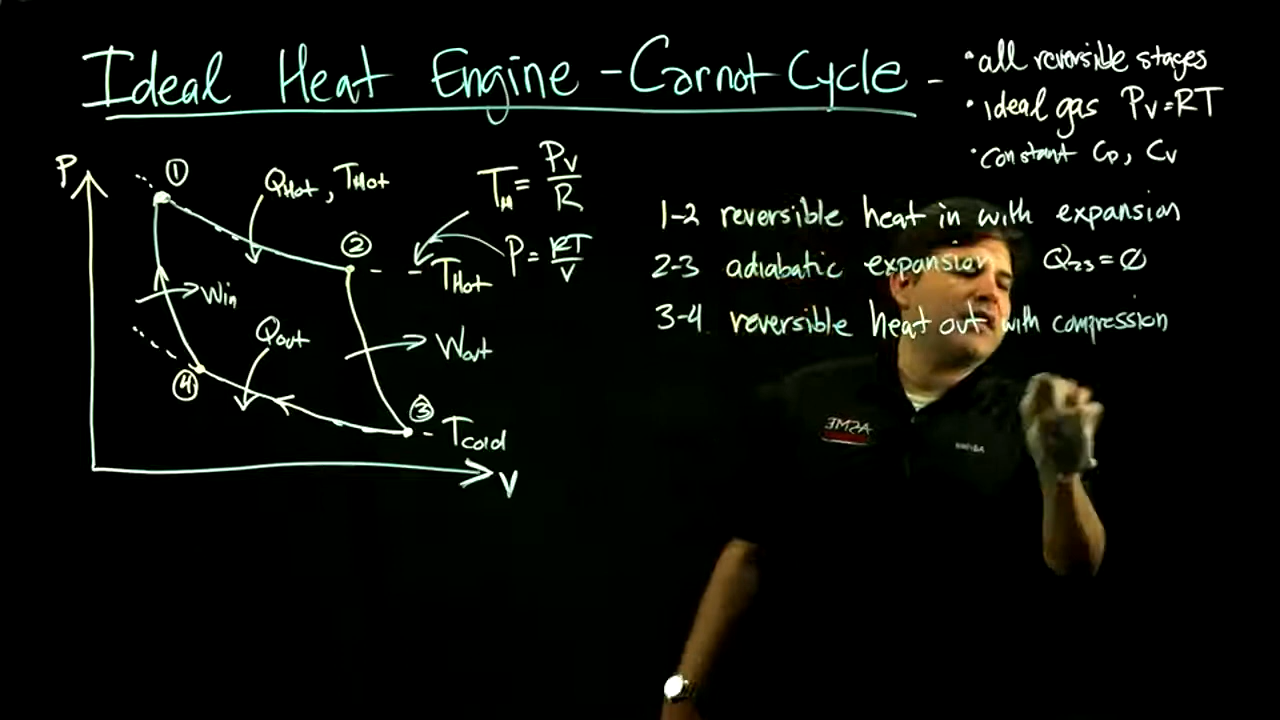 Ideal Heat Engine - Carnot Cycle -
• all reversible stages
• ideal gas Pv=RT
• constant Cp, Cv
P
①
QHot, THot
TH = Pv/R
②
P = RT/V
THot
Win
Qout
Wout
④
③
Tcold
V
1-2 reversible heat in with expansion
2-3 adiabatic expansion Q23=∅
3-4 reversible heat out with compression
ASME